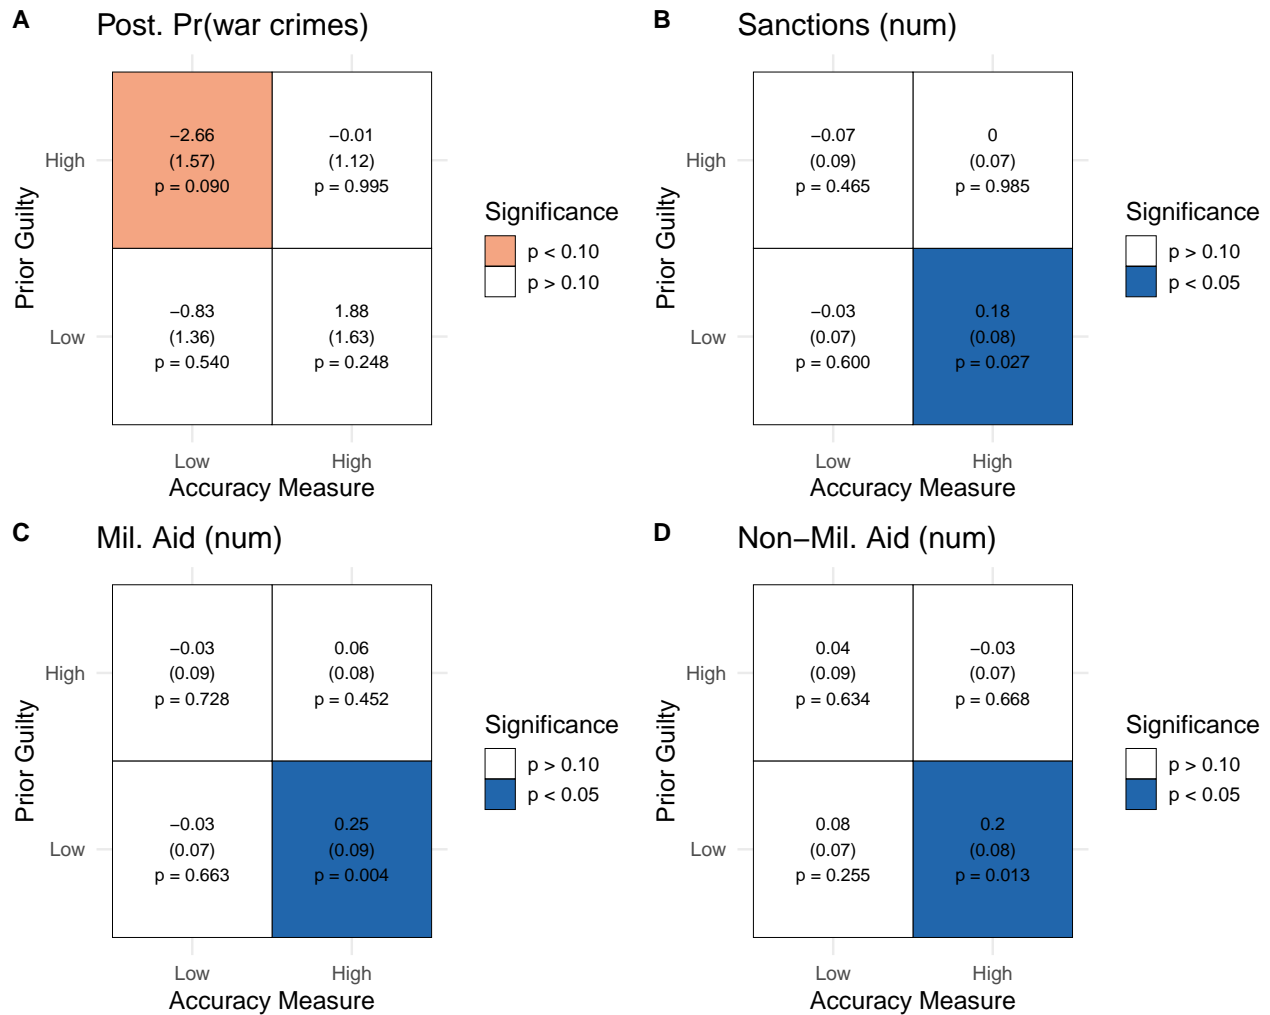 A
Post. Pr(war crimes)
Prior Guilty
High
Low
−2.66
(1.57)
p = 0.090
−0.01
(1.12)
p = 0.995
−0.83
(1.36)
p = 0.540
1.88
(1.63)
p = 0.248
Low
High
Accuracy Measure
Significance
p < 0.10
p > 0.10
B
Sanctions (num)
Prior Guilty
High
Low
−0.07
(0.09)
p = 0.465
0
(0.07)
p = 0.985
−0.03
(0.07)
p = 0.600
0.18
(0.08)
p = 0.027
Low
High
Accuracy Measure
Significance
p > 0.10
p < 0.05
C
Mil. Aid (num)
Prior Guilty
High
Low
−0.03
(0.09)
p = 0.728
0.06
(0.08)
p = 0.452
−0.03
(0.07)
p = 0.663
0.25
(0.09)
p = 0.004
Low
High
Accuracy Measure
Significance
p > 0.10
p < 0.05
D
Non−Mil. Aid (num)
Prior Guilty
High
Low
0.04
(0.09)
p = 0.634
−0.03
(0.07)
p = 0.668
0.08
(0.07)
p = 0.255
0.2
(0.08)
p = 0.013
Low
High
Accuracy Measure
Significance
p > 0.10
p < 0.05